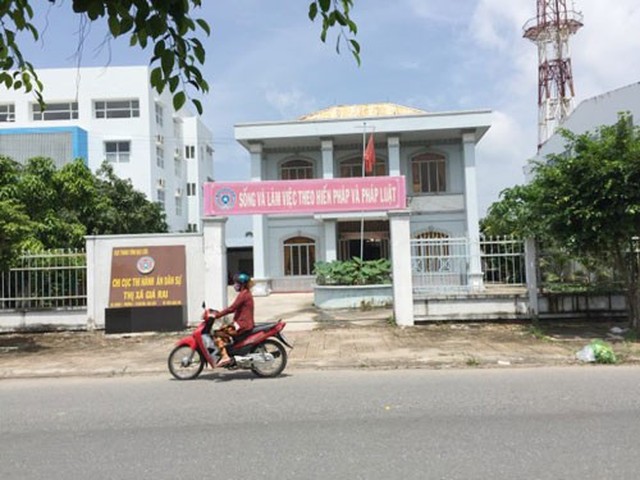 SỐNG VÀ LÀM VIỆC THEO HIẾN PHÁP VÀ PHÁP LUẬT
CHI CỤC THI HÀNH ÁN DÂN SỰ
THỊ XÃ GIÁ RAI